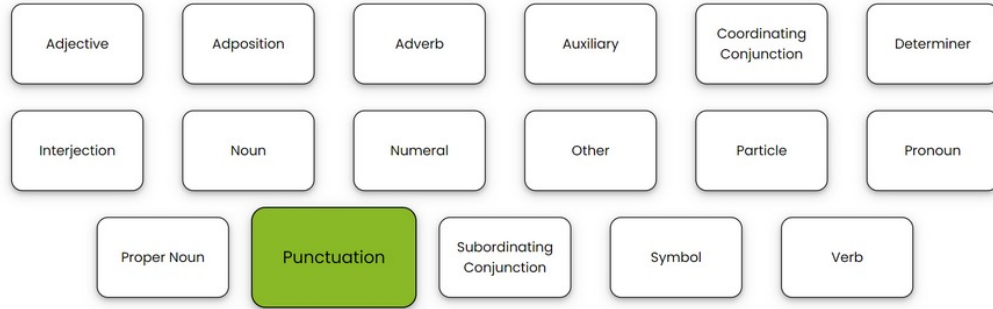 Adjective
Adposition
Adverb
Auxiliary
Coordinating
Conjunction
Determiner
Interjection
Noun
Numeral
Other
Particle
Pronoun
Proper Noun
Punctuation
Subordinating
Conjunction
Symbol
Verb